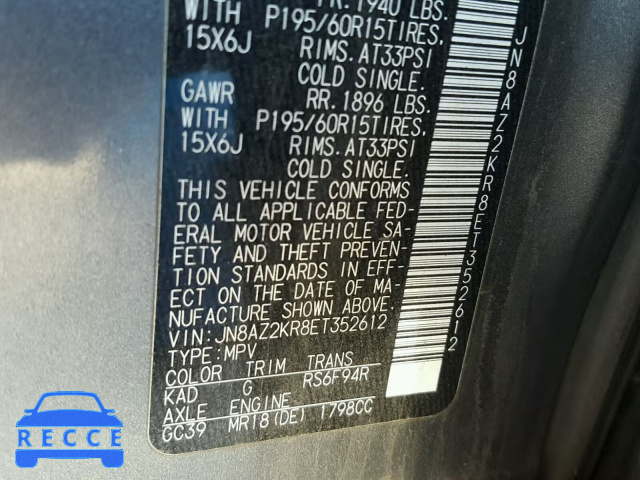 FR. 1940 LBS.
WITH P195/60R15TIRES,
15X6J RIMS. AT33PSI
COLD SINGLE.
GAWR RR. 1896 LBS.
WITH P195/60R15TIRES,
15X6J RIMS. AT33PSI
COLD SINGLE.
THIS VEHICLE CONFORMS
TO ALL APPLICABLE FED-
ERAL MOTOR VEHICLE SA-
FETY AND THEFT PREVEN-
TION STANDARDS IN EFF-
ECT ON THE DATE OF MA-
NUFACTURE SHOWN ABOVE.
VIN: JN8AZ2KR8ET352612
TYPE: MPV
COLOR TRIM TRANS
KAD G RS6F94R
AXLE ENGINE
GC39 MR18(DE) 1798CC
JN8AZ2KR8ET352612
RECCE